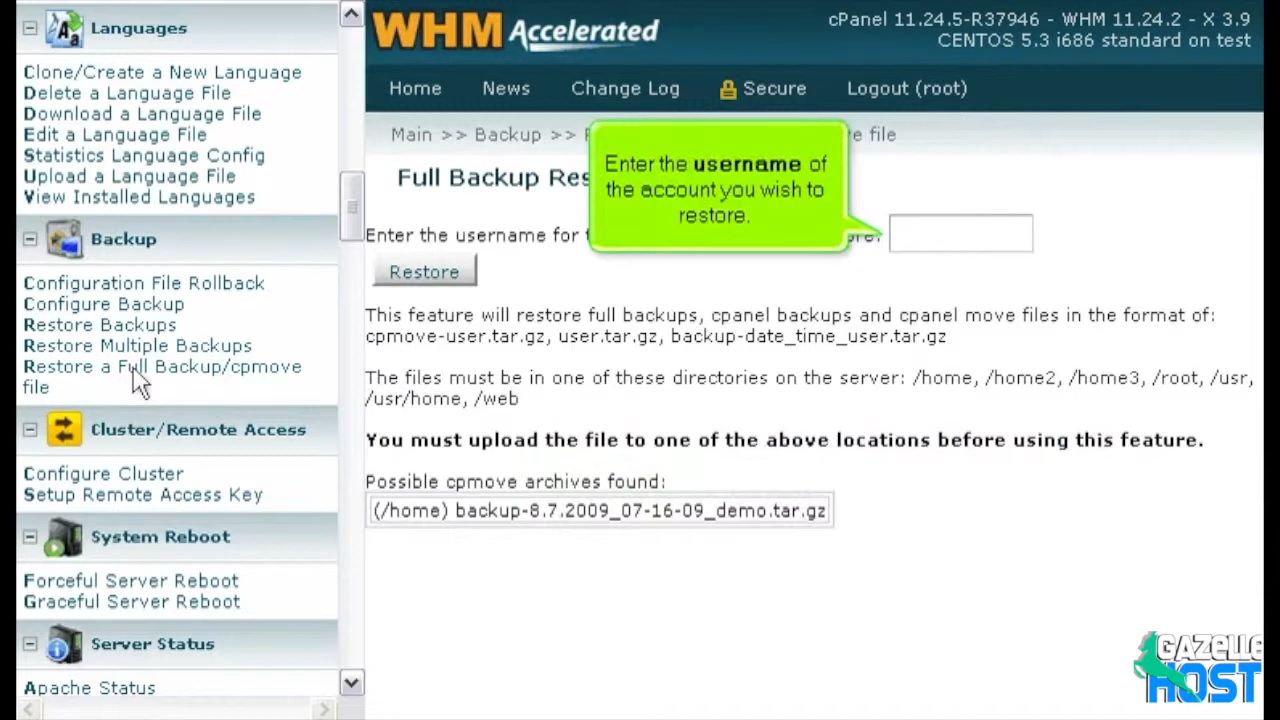 Languages
Clone/Create a New Language
Delete a Language File
Download a Language File
Edit a Language File
Statistics Language Config
Upload a Language File
View Installed Languages
Backup
Configuration File Rollback
Configure Backup
Restore Backups
Restore Multiple Backups
Restore a Full Backup/cpmove
file
Cluster/Remote Access
Configure Cluster
Setup Remote Access Key
System Reboot
Forceful Server Reboot
Graceful Server Reboot
Server Status
Apache Status
WHM Accelerated
cPanel 11.24.5-R37946 - WHM 11.24.2 - X 3.9
CENTOS 5.3 i686 standard on test
Home News Change Log Secure Logout (root)
Main >> Backup >> file
Full Backup
Enter the username of
the account you wish to
restore.
Enter the username for
Restore
This feature will restore full backups, cpanel backups and cpanel move files in the format of:
cpmove-user.tar.gz, user.tar.gz, backup-date_time_user.tar.gz
The files must be in one of these directories on the server: /home, /home2, /home3, /root, /usr,
/usr/home, /web
You must upload the file to one of the above locations before using this feature.
Possible cpmove archives found:
(/home) backup-8.7.2009_07-16-09_demo.tar.gz
GAZELLE
HOST